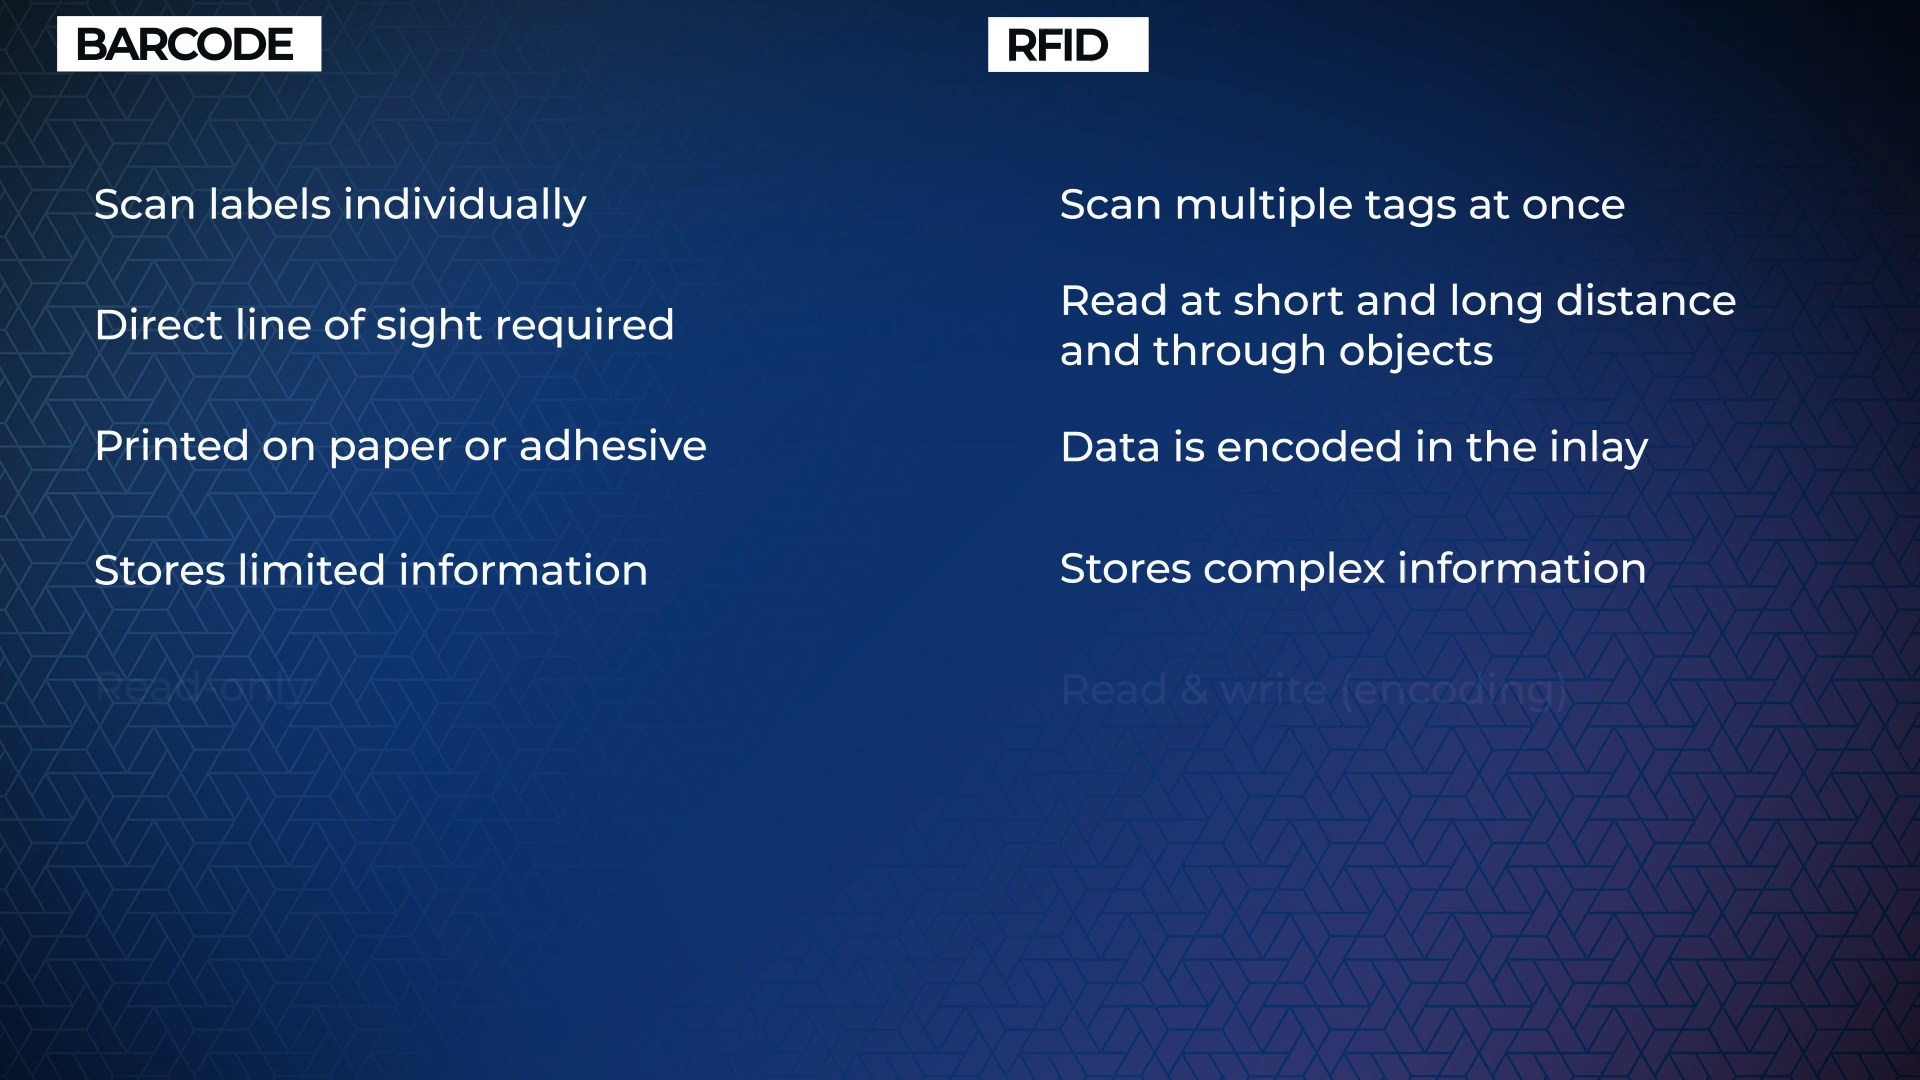 BARCODE
RFID
Scan labels individually
Scan multiple tags at once
Direct line of sight required
Read at short and long distance
and through objects
Printed on paper or adhesive
Data is encoded in the inlay
Stores limited information
Stores complex information
Read-only
Read & write (encoding)